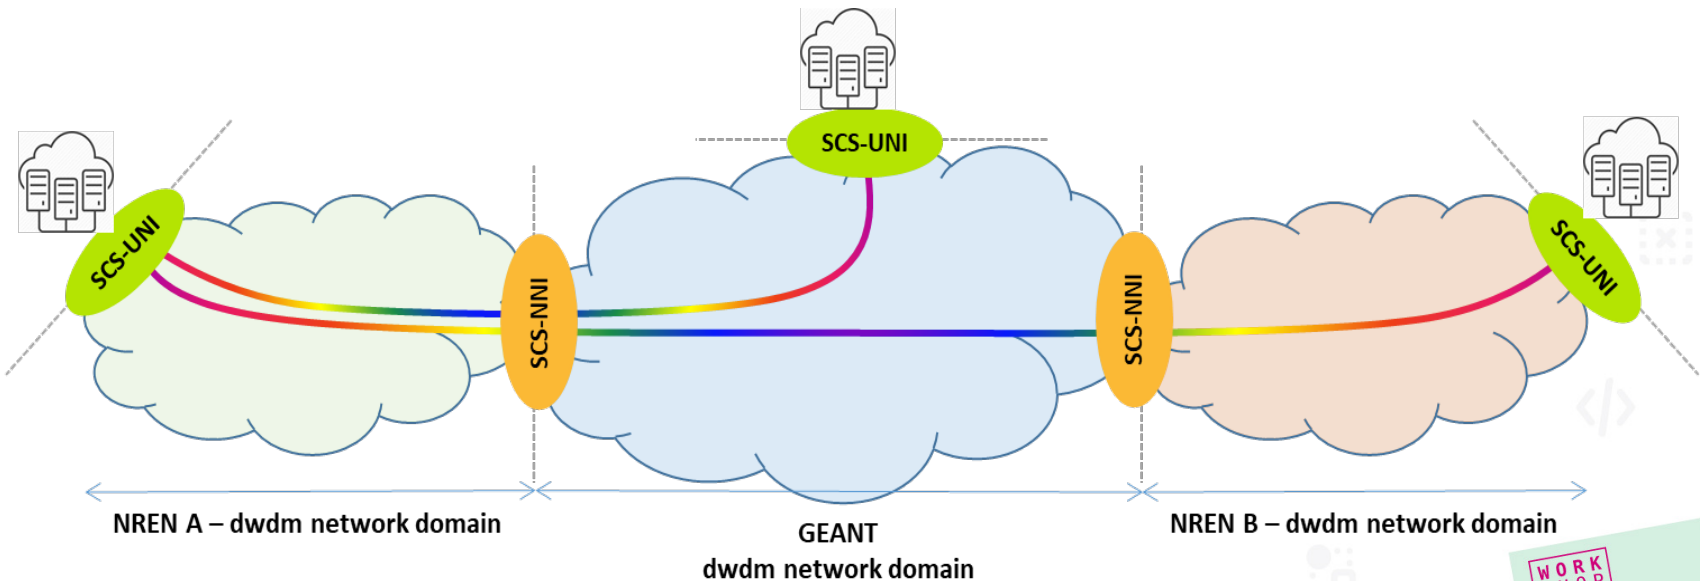 SCS-UNI
SCS-UNI
SCS-UNI
SCS-NNI
SCS-NNI
NREN A – dwdm network domain
GEANT
dwdm network domain
NREN B – dwdm network domain
WORK